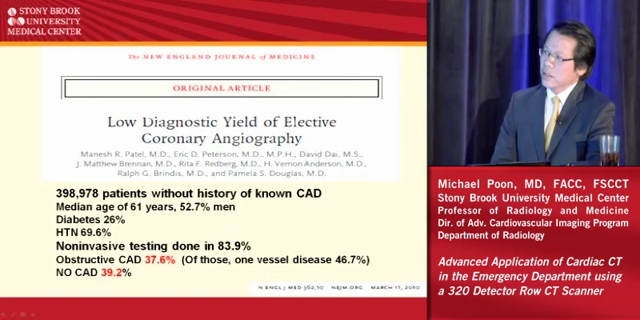 STONY BROOK
UNIVERSITY
MEDICAL CENTER
The NEW ENGLAND JOURNAL of MEDICINE
ORIGINAL ARTICLE
Low Diagnostic Yield of Elective
Coronary Angiography
Manesh R. Patel, M.D., Eric D. Peterson, M.D., M.P.H., David Dai, M.S.,
J. Matthew Brennan, M.D., Rita F. Redberg, M.D., H. Vernon Anderson, M.D.,
Ralph G. Brindis, M.D., and Pamela S. Douglas, M.D.
398,978 patients without history of known CAD
Median age of 61 years, 52.7% men
Diabetes 26%
HTN 69.6%
Noninvasive testing done in 83.9%
Obstructive CAD 37.6% (Of those, one vessel disease 46.7%)
NO CAD 39.2%
N ENGL J MED 362;10 NEJM.ORG MARCH 11, 2010
Michael Poon, MD, FACC, FSCCT
Stony Brook University Medical Center
Professor of Radiology and Medicine
Dir. of Adv. Cardiovascular Imaging Program
Department of Radiology
Advanced Application of Cardiac CT
in the Emergency Department using
a 320 Detector Row CT Scanner